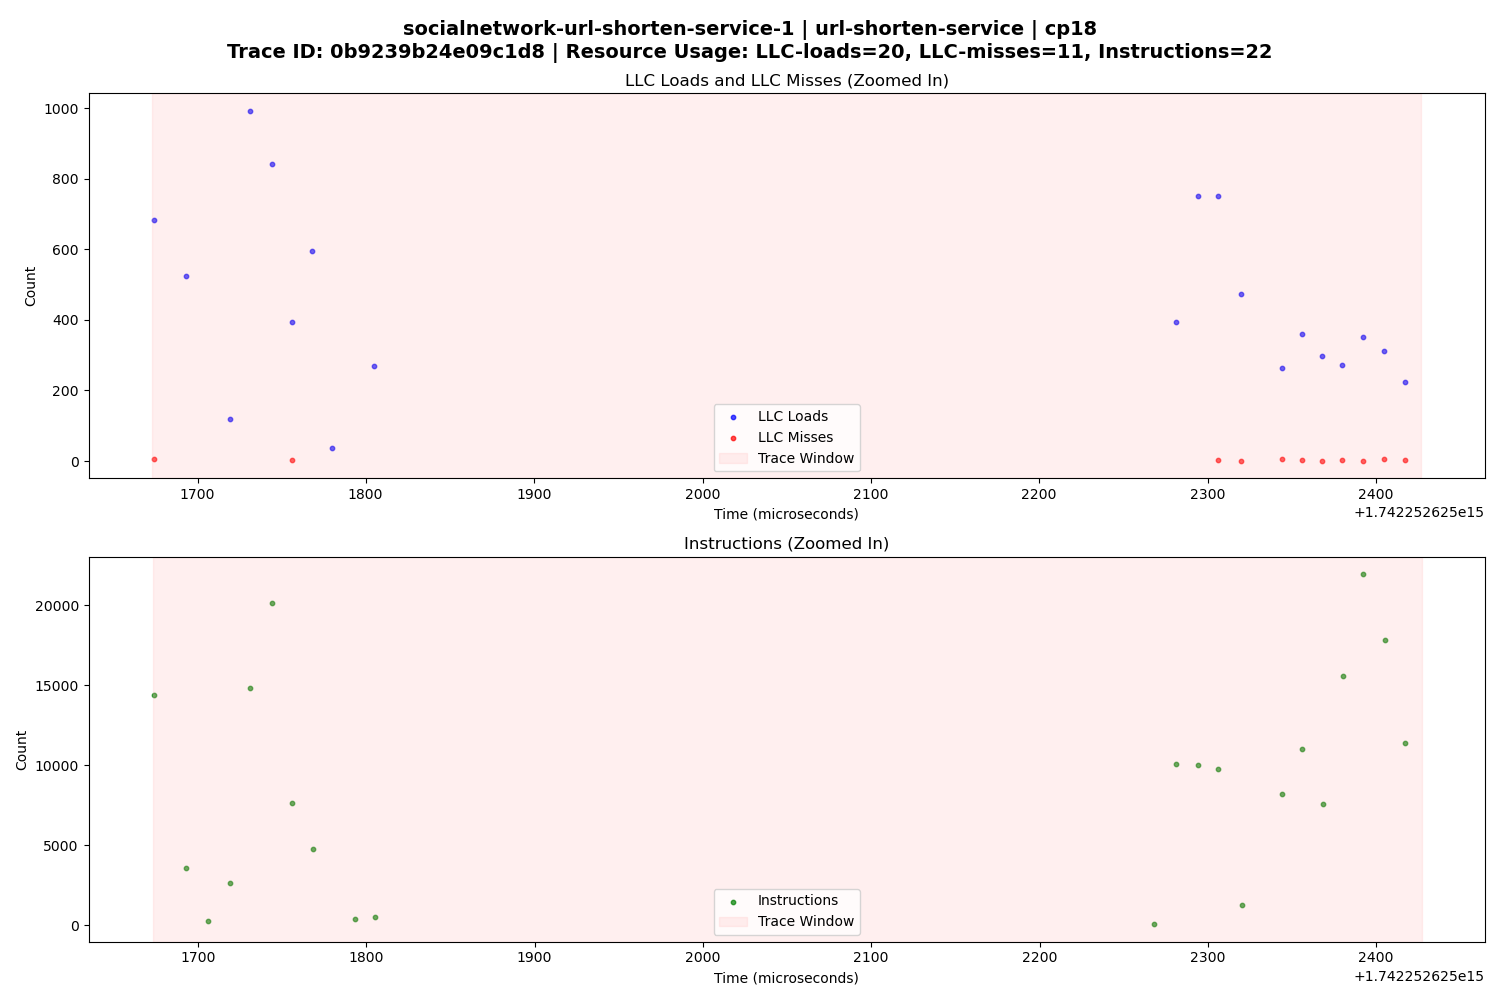 socialnetwork-url-shorten-service-1 | url-shorten-service | cp18
Trace ID: 0b9239b24e09c1d8 | Resource Usage: LLC-loads=20, LLC-misses=11, Instructions=22
LLC Loads and LLC Misses (Zoomed In)
1000
800
600
400
200
0
Count
LLC Loads
LLC Misses
Trace Window
1700 1800 1900 2000 2100 2200 2300 2400
Time (microseconds)
+1.742252625e15
Instructions (Zoomed In)
20000
15000
10000
5000
0
Count
Instructions
Trace Window
1700 1800 1900 2000 2100 2200 2300 2400
Time (microseconds)
+1.742252625e15